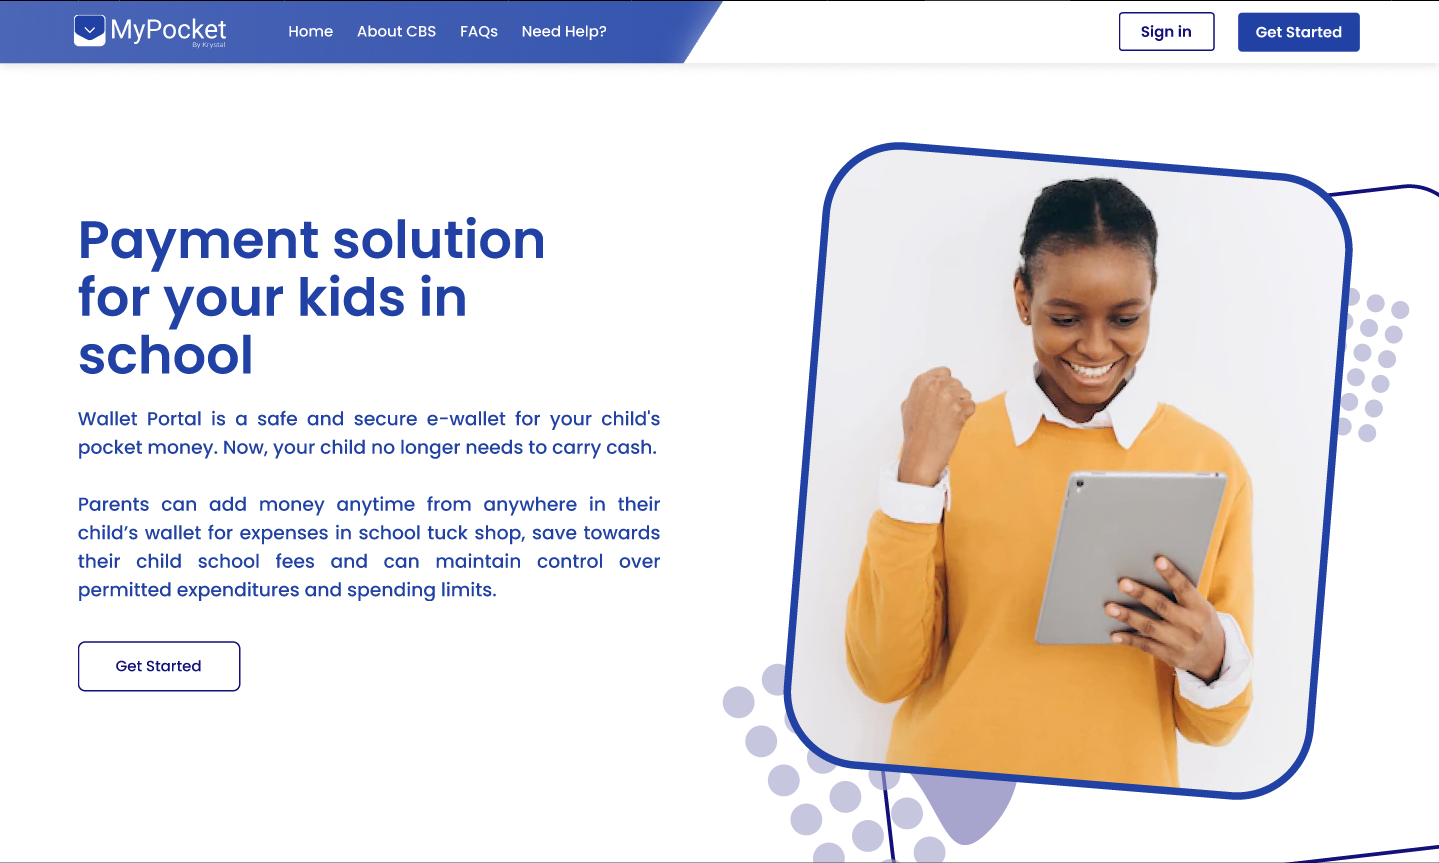 MyPocket
By Krystal
Home About CBS FAQs Need Help?
Sign in
Get Started
Payment solution
for your kids in
school
Wallet Portal is a safe and secure e-wallet for your child's
pocket money. Now, your child no longer needs to carry cash.
Parents can add money anytime from anywhere in their
child’s wallet for expenses in school tuck shop, save towards
their child school fees and can maintain control over
permitted expenditures and spending limits.
Get Started